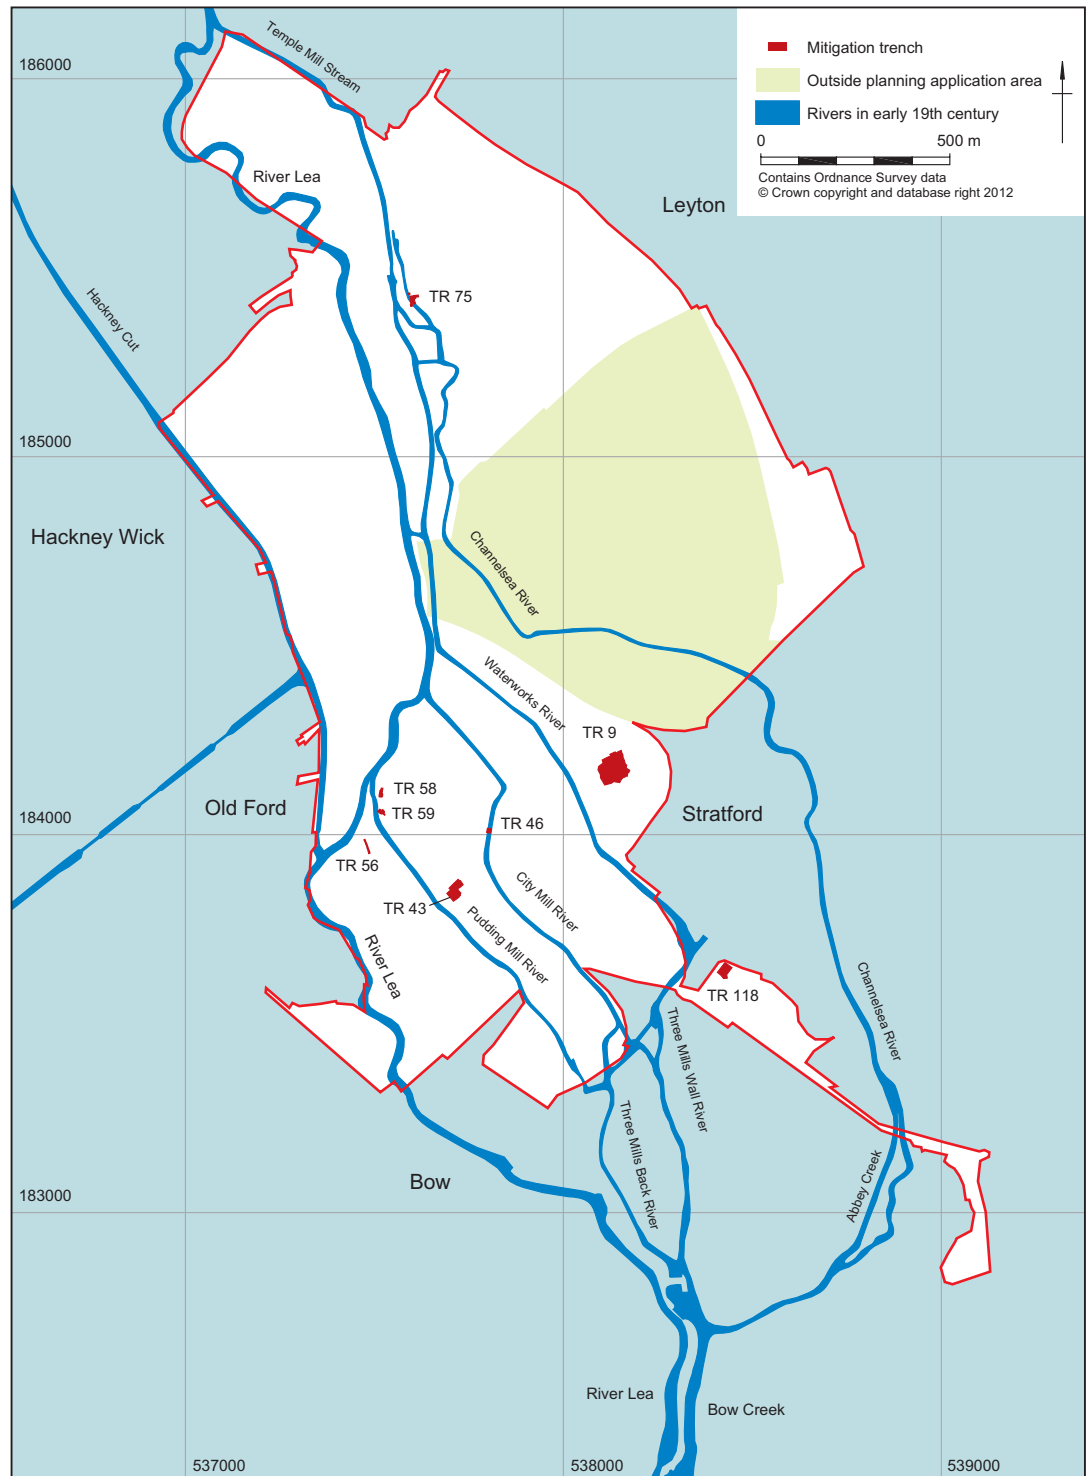 Temple Mill Stream
186000
Mitigation trench
Outside planning application area
Rivers in early 19th century
0 500 m
Contains Ordnance Survey data
© Crown copyright and database right 2012
River Lea
Leyton
Hackney Cut
TR 75
185000
Hackney Wick
Channelsea River
Waterworks River
TR 9
TR 58
Old Ford
TR 59
Stratford
184000
TR 46
TR 56
City Mill River
TR 43
Pudding Mill River
River Lea
TR 118
Channelsea River
Three Mills Wall River
Three Mills Back River
Abbey Creek
Bow
183000
River Lea
Bow Creek
537000
538000
539000